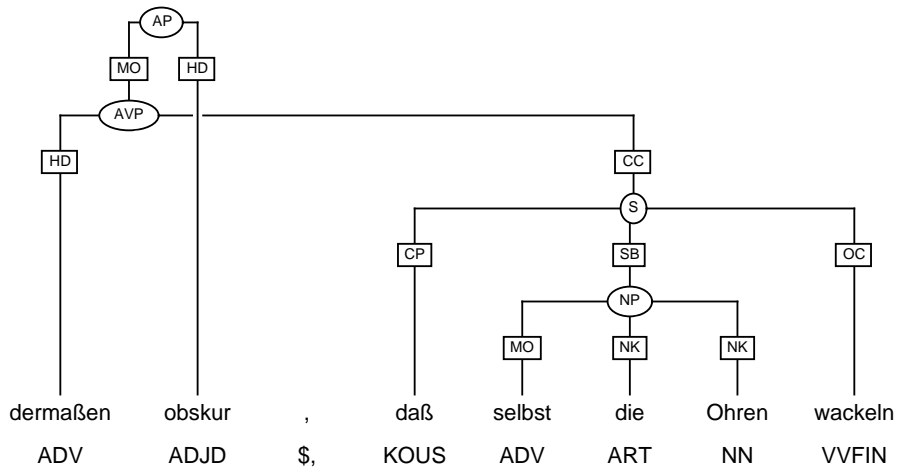 AP
MO HD
AVP
HD CC
S
CP SB OC
NP
MO NK NK
dermaßen obskur , daß selbst die Ohren wackeln
ADV ADJD $, KOUS ADV ART NN VVFIN